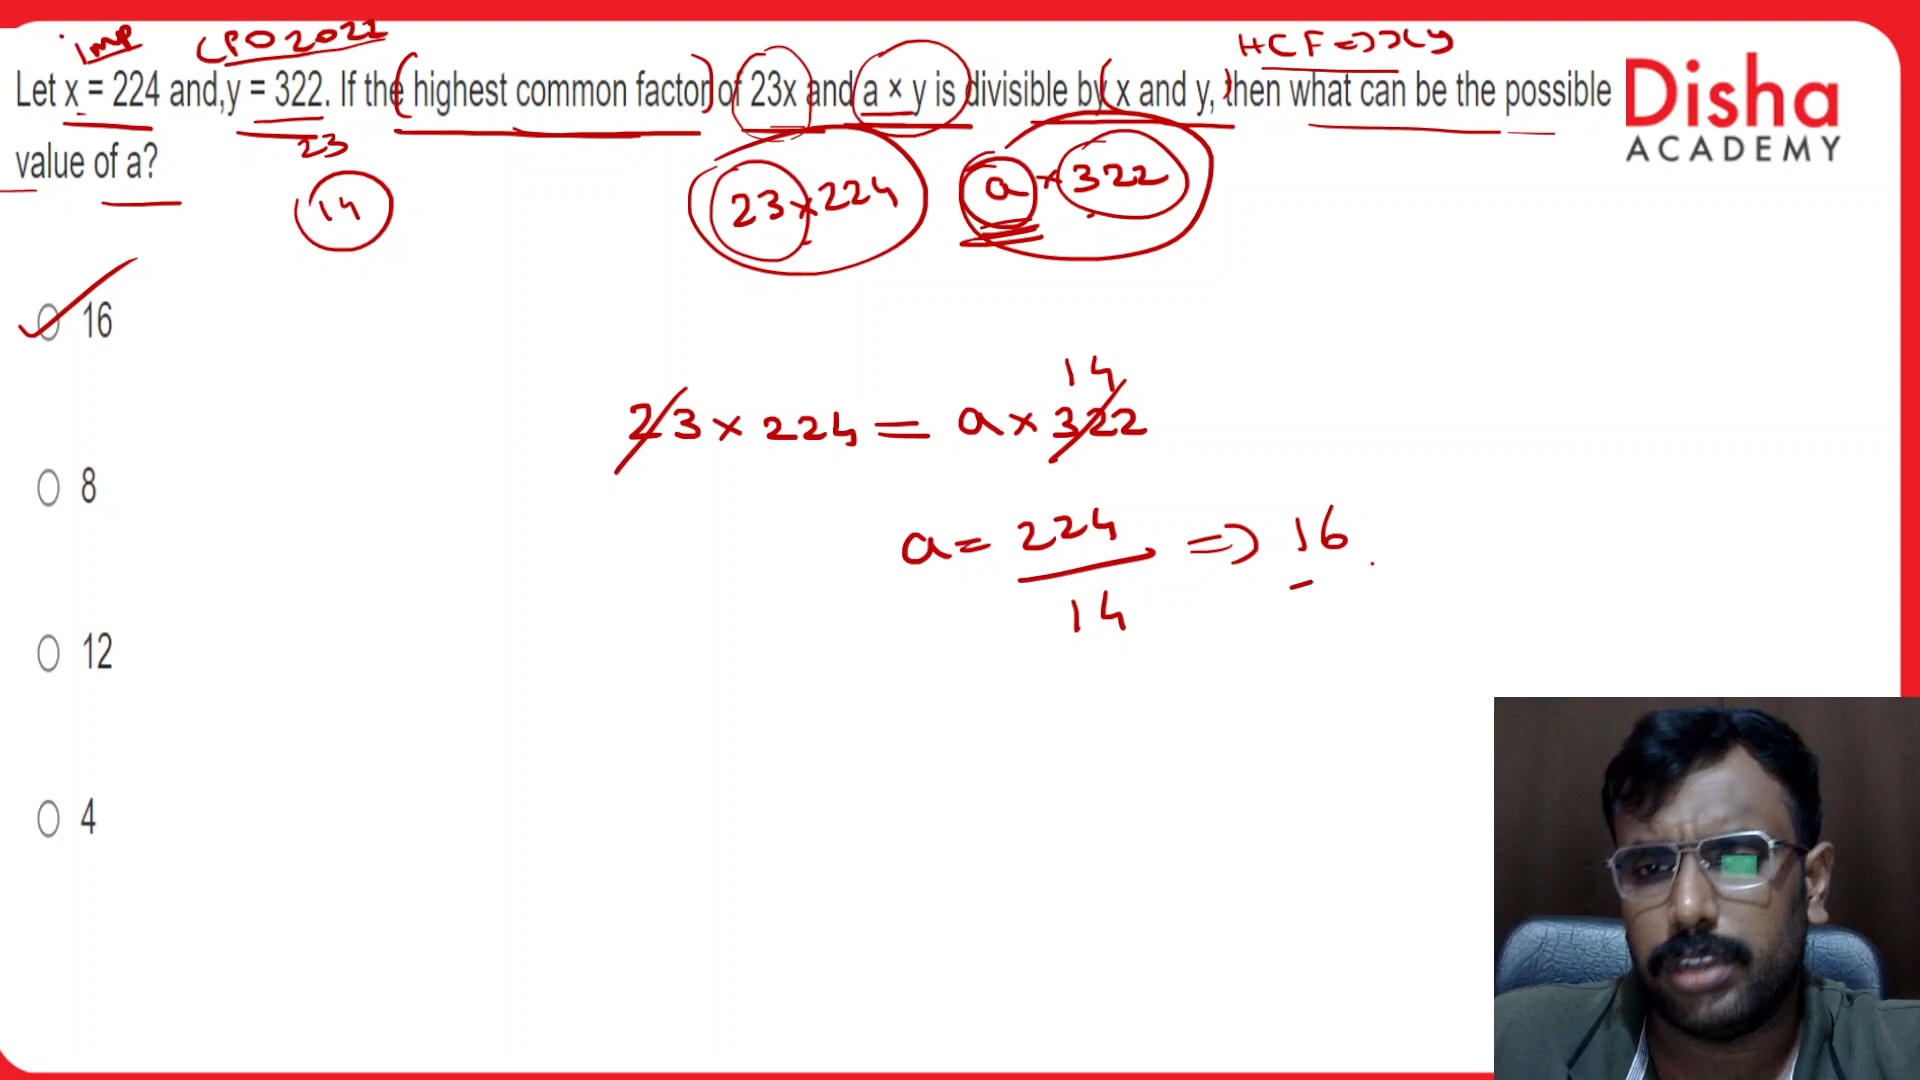 imp CPO 2022 HCF => x y
Let x = 224 and,y = 322. If the highest common factor of 23x and a × y is divisible by x and y, then what can be the possible
value of a?
Disha
ACADEMY
23
14
23 × 224 a × 322
16
14
23 × 224 = a × 322
8
a = 224 => 16
14
12
4